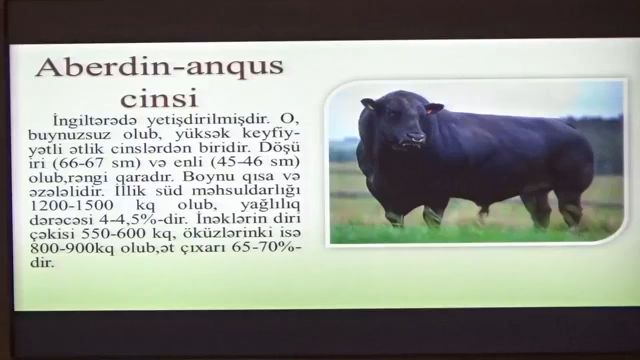 Aberdin-anqus
cinsi
İngiltərədə yetişdirilmişdir. O,
buynuzsuz olub, yüksək keyfiy-
yətli ətlik cinslərdən biridir. Döşü
iri (66-67 sm) və enli (45-46 sm)
olub,rəngi qaradır. Boynu qısa və
əzələlidir. İllik süd məhsuldarlığı
1200-1500 kq olub, yağlılıq
dərəcəsi 4-4,5%-dir. İnəklərin diri
çəkisi 550-600 kq, öküzlərinki isə
800-900kq olub,ət çıxarı 65-70%-
dir.